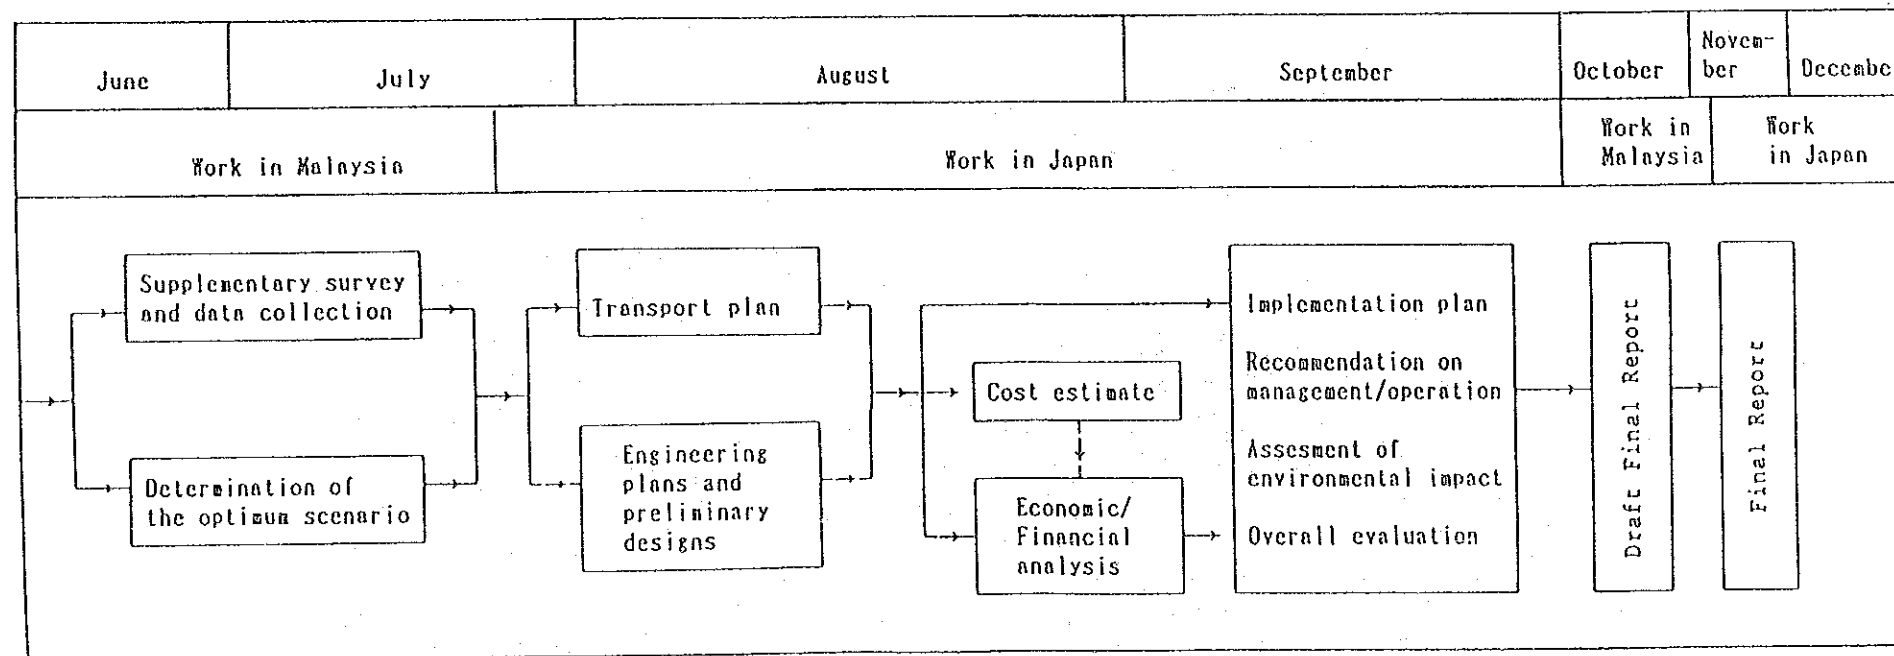 June
July
August
September
October
Novem-
ber
Decembe
Work in Malaysia
Work in Japan
Work in
Malaysia
Work
in Japan
Supplementary survey
and data collection
Determination of
the optimum scenario
Transport plan
Engineering
plans and
preliminary
designs
Cost estimate
Economic/
Financial
analysis
Implementation plan
Recommendation on
management/operation
Assesment of
environmental impact
Overall evaluation
Draft Final Report
Final Report